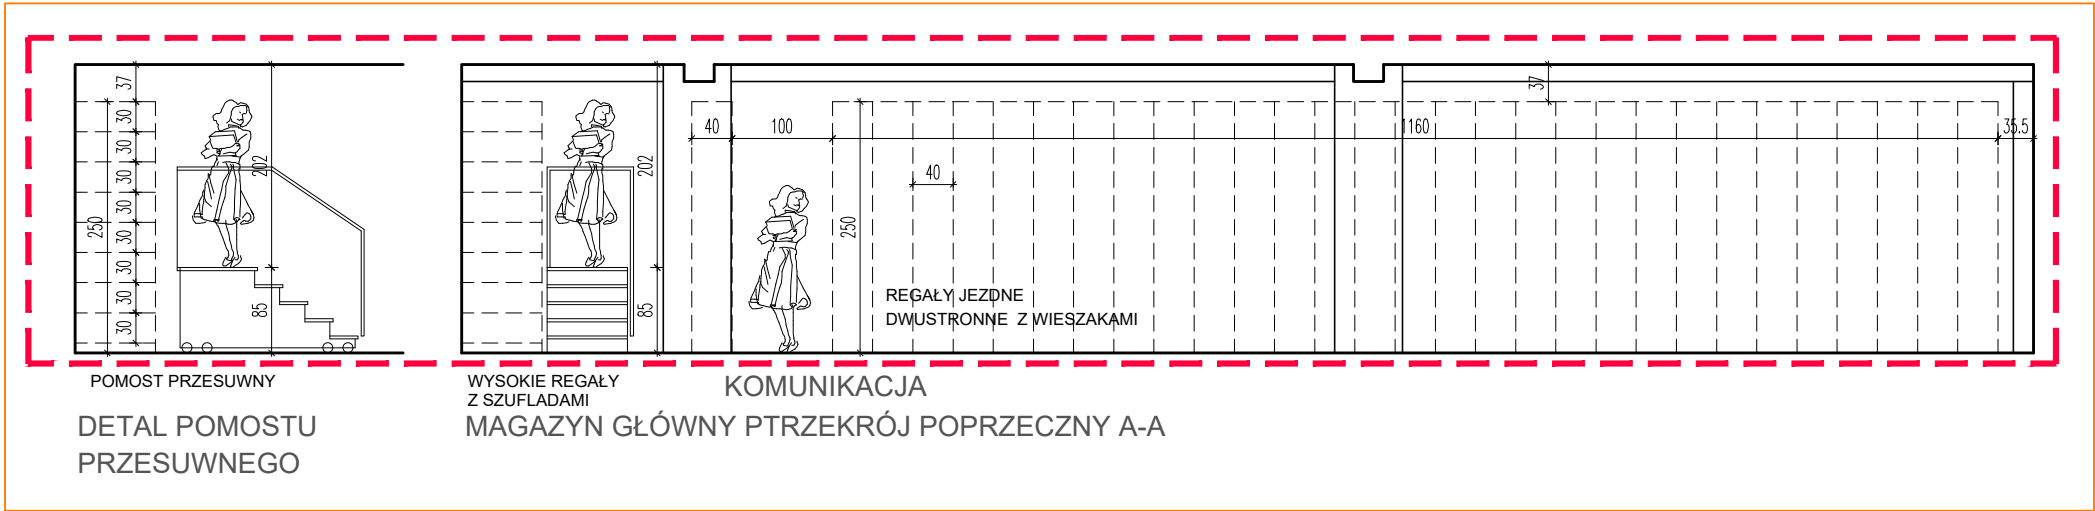 37
30
30
30
30
30
30
30
30
250
202
85
202
85
40
100
1160
35.5
37
40
250
REGAŁY JEZDNE
DWUSTRONNE Z WIESZAKAMI
POMOST PRZESUWNY
DETAL POMOSTU
PRZESUWNEGO
WYSOKIE REGAŁY
Z SZUFLADAMI
KOMUNIKACJA
MAGAZYN GŁÓWNY PTRZEKRÓJ POPRZECZNY A-A